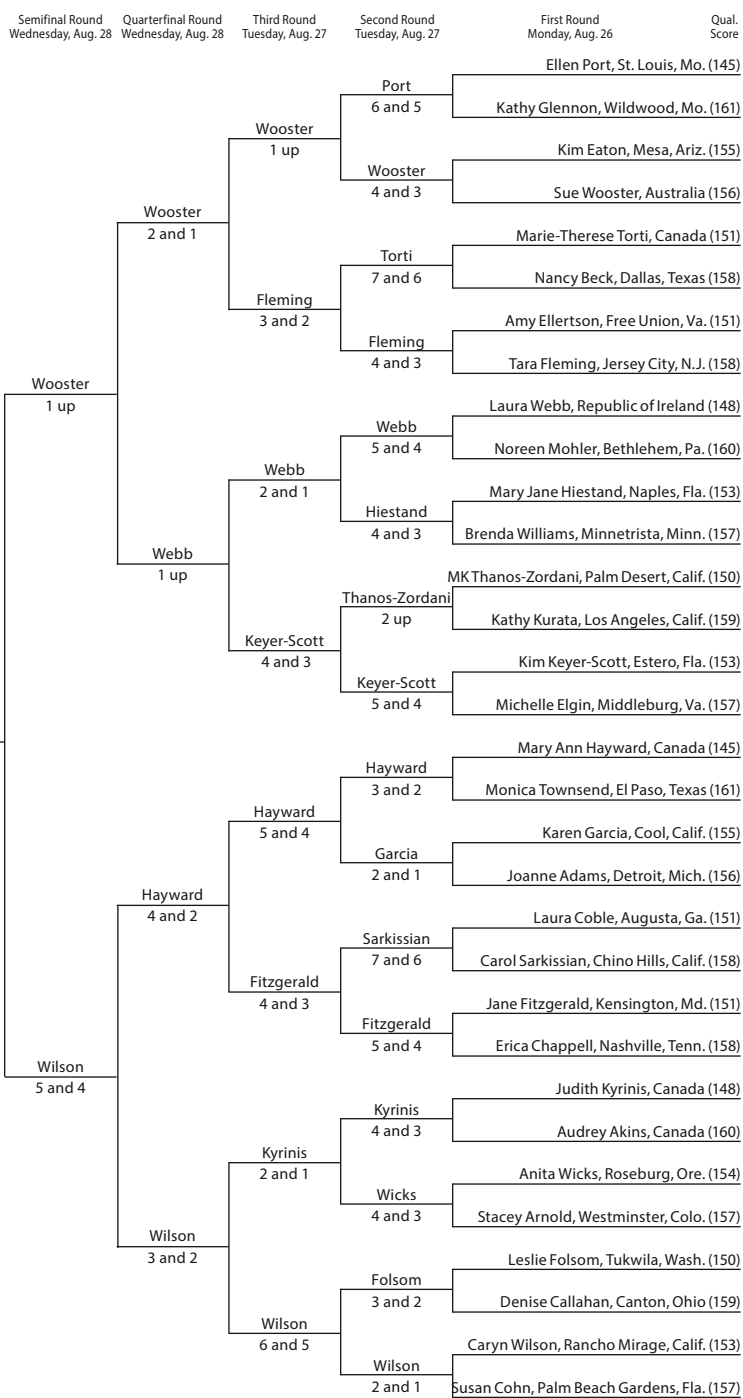 Semifinal Round
Wednesday, Aug. 28
Quarterfinal Round
Wednesday, Aug. 28
Third Round
Tuesday, Aug. 27
Second Round
Tuesday, Aug. 27
First Round
Monday, Aug. 26
Qual.
Score
Ellen Port, St. Louis, Mo. (145)
Port
6 and 5
Kathy Glennon, Wildwood, Mo. (161)
Wooster
1 up
Kim Eaton, Mesa, Ariz. (155)
Wooster
4 and 3
Sue Wooster, Australia (156)
Wooster
2 and 1
Marie-Therese Torti, Canada (151)
Torti
7 and 6
Nancy Beck, Dallas, Texas (158)
Fleming
3 and 2
Amy Ellertson, Free Union, Va. (151)
Fleming
4 and 3
Tara Fleming, Jersey City, N.J. (158)
Wooster
1 up
Laura Webb, Republic of Ireland (148)
Webb
5 and 4
Noreen Mohler, Bethlehem, Pa. (160)
Webb
2 and 1
Mary Jane Hiestand, Naples, Fla. (153)
Hiestand
4 and 3
Brenda Williams, Minnetrista, Minn. (157)
Webb
1 up
MK Thanos-Zordani, Palm Desert, Calif. (150)
Thanos-Zordani
2 up
Kathy Kurata, Los Angeles, Calif. (159)
Keyer-Scott
4 and 3
Kim Keyer-Scott, Estero, Fla. (153)
Keyer-Scott
5 and 4
Michelle Elgin, Middleburg, Va. (157)
Mary Ann Hayward, Canada (145)
Hayward
3 and 2
Monica Townsend, El Paso, Texas (161)
Hayward
5 and 4
Karen Garcia, Cool, Calif. (155)
Garcia
2 and 1
Joanne Adams, Detroit, Mich. (156)
Hayward
4 and 2
Laura Coble, Augusta, Ga. (151)
Sarkissian
7 and 6
Carol Sarkissian, Chino Hills, Calif. (158)
Fitzgerald
4 and 3
Jane Fitzgerald, Kensington, Md. (151)
Fitzgerald
5 and 4
Erica Chappell, Nashville, Tenn. (158)
Wilson
5 and 4
Judith Kyrinis, Canada (148)
Kyrinis
4 and 3
Audrey Akins, Canada (160)
Kyrinis
2 and 1
Anita Wicks, Roseburg, Ore. (154)
Wicks
4 and 3
Stacey Arnold, Westminster, Colo. (157)
Wilson
3 and 2
Leslie Folsom, Tukwila, Wash. (150)
Folsom
3 and 2
Denise Callahan, Canton, Ohio (159)
Wilson
6 and 5
Caryn Wilson, Rancho Mirage, Calif. (153)
Wilson
2 and 1
Susan Cohn, Palm Beach Gardens, Fla. (157)